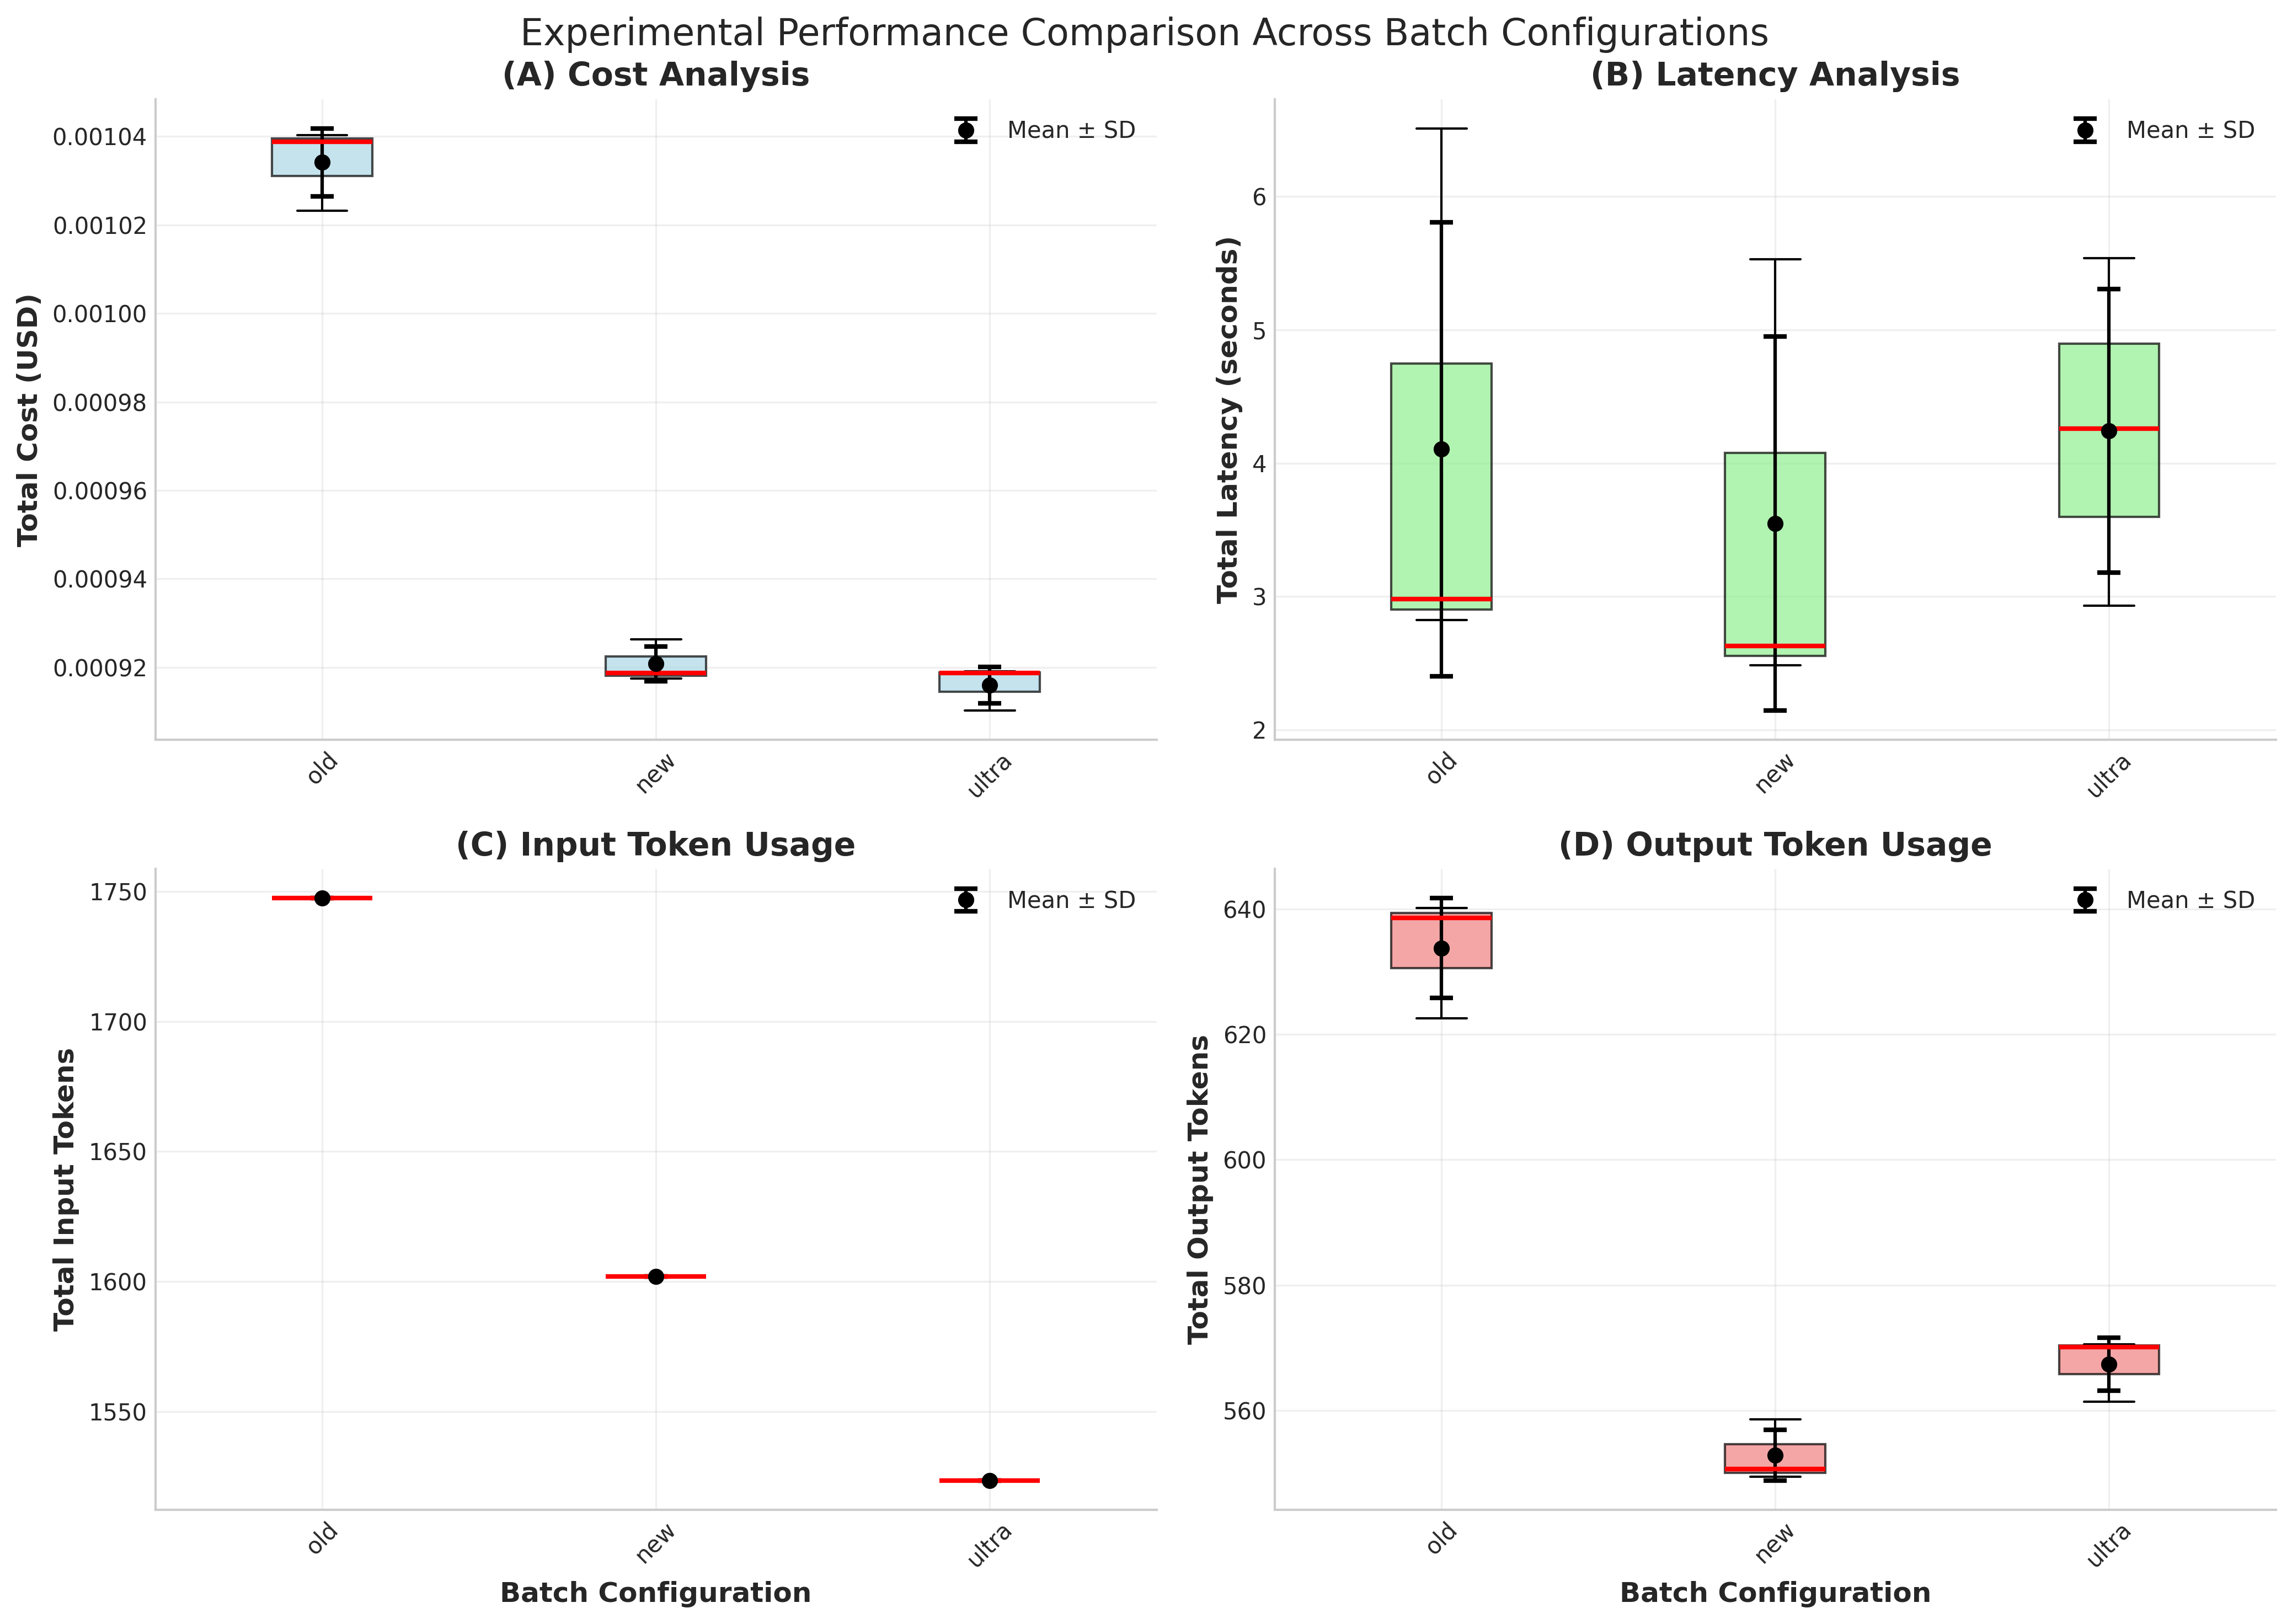 Experimental Performance Comparison Across Batch Configurations
(A) Cost Analysis
Total Cost (USD)
0.00104
0.00102
0.00100
0.00098
0.00096
0.00094
0.00092
Mean ± SD
old
new
ultra
(B) Latency Analysis
Total Latency (seconds)
6
5
4
3
2
Mean ± SD
old
new
ultra
(C) Input Token Usage
Total Input Tokens
1750
1700
1650
1600
1550
Mean ± SD
old
new
ultra
Batch Configuration
(D) Output Token Usage
Total Output Tokens
640
620
600
580
560
Mean ± SD
old
new
ultra
Batch Configuration